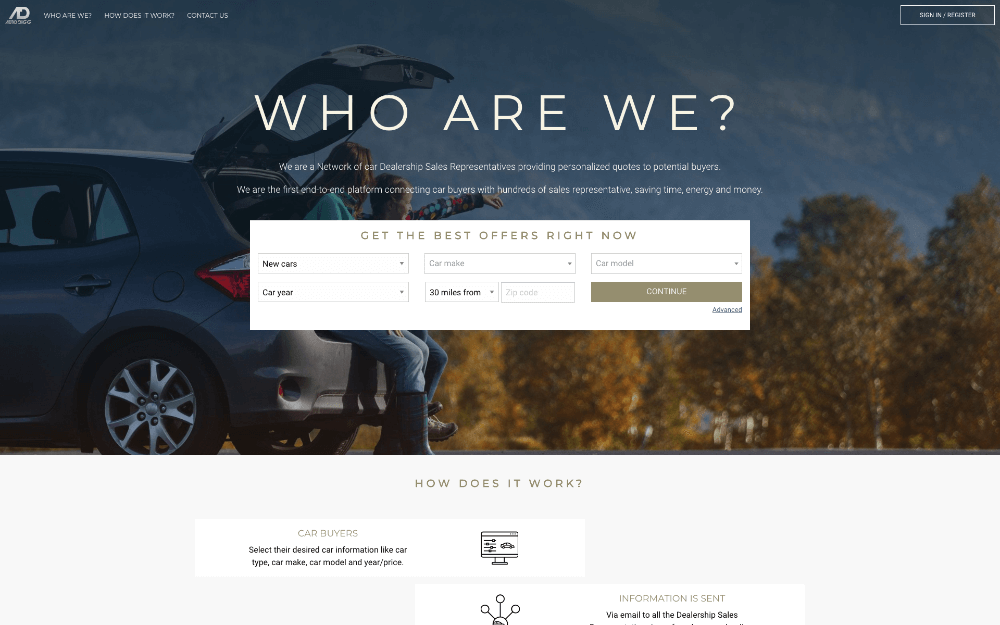 WHO ARE WE? HOW DOES IT WORK? CONTACT US SIGN IN / REGISTER
WHO ARE WE?
We are a Network of car Dealership Sales Representatives providing personalized quotes to potential buyers.
We are the first end-to-end platform connecting car buyers with hundreds of sales representative, saving time, energy and money.
GET THE BEST OFFERS RIGHT NOW
New cars Car make Car model
Car year 30 miles from Zip code CONTINUE
Advanced
HOW DOES IT WORK?
CAR BUYERS
Select their desired car information like car
type, car make, car model and year/price.
INFORMATION IS SENT
Via email to all the Dealership Sales